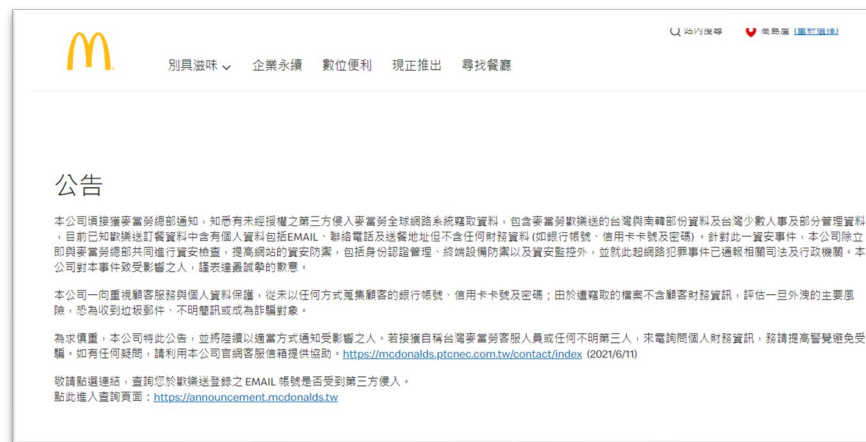 站內搜尋 高島屋 (重新選擇)
別具滋味 企業永續 數位便利 現正推出 尋找餐廳
公告
本公司頃接獲麥當勞總部通知，知悉有未經授權之第三方侵入麥當勞全球網路系統竊取資料，包含麥當勞歡樂送的台灣與南韓部份資料及台灣少數人事及部分管理資料
，目前已知歡樂送訂餐資料中含有個人資料包括EMAIL、聯絡電話及送餐地址但不含任何財務資料 (如銀行帳號、信用卡卡號及密碼)。針對此一資安事件，本公司除立
即與麥當勞總部共同進行資安檢查，提高網站的資安防禦，包括身份認證管理、終端設備防禦以及資安監控外，並就此起網路犯罪事件已通報相關司法及行政機關。本
公司對本事件致受影響之人，謹表達最誠摯的歉意。
本公司一向重視顧客服務與個人資料保護，從未以任何方式蒐集顧客的銀行帳號、信用卡卡號及密碼；由於遭竊取的檔案不含顧客財務資訊，評估一旦外洩的主要風
險，恐為收到垃圾郵件、不明簡訊或成為詐騙對象。
為求慎重，本公司特此公告，並將陸續以適當方式通知受影響之人。若接獲自稱台灣麥當勞客服人員或任何不明第三人，來電詢問個人財務資訊，務請提高警覺避免受
騙。如有任何疑問，請利用本公司官網客服信箱提供協助。https://mcdonalds.ptcnec.com.tw/contact/index (2021/6/11)
敬請點選連結，查詢您於歡樂送登錄之 EMAIL 帳號是否受到第三方侵入。
點此進入查詢頁面：https://announcement.mcdonalds.tw